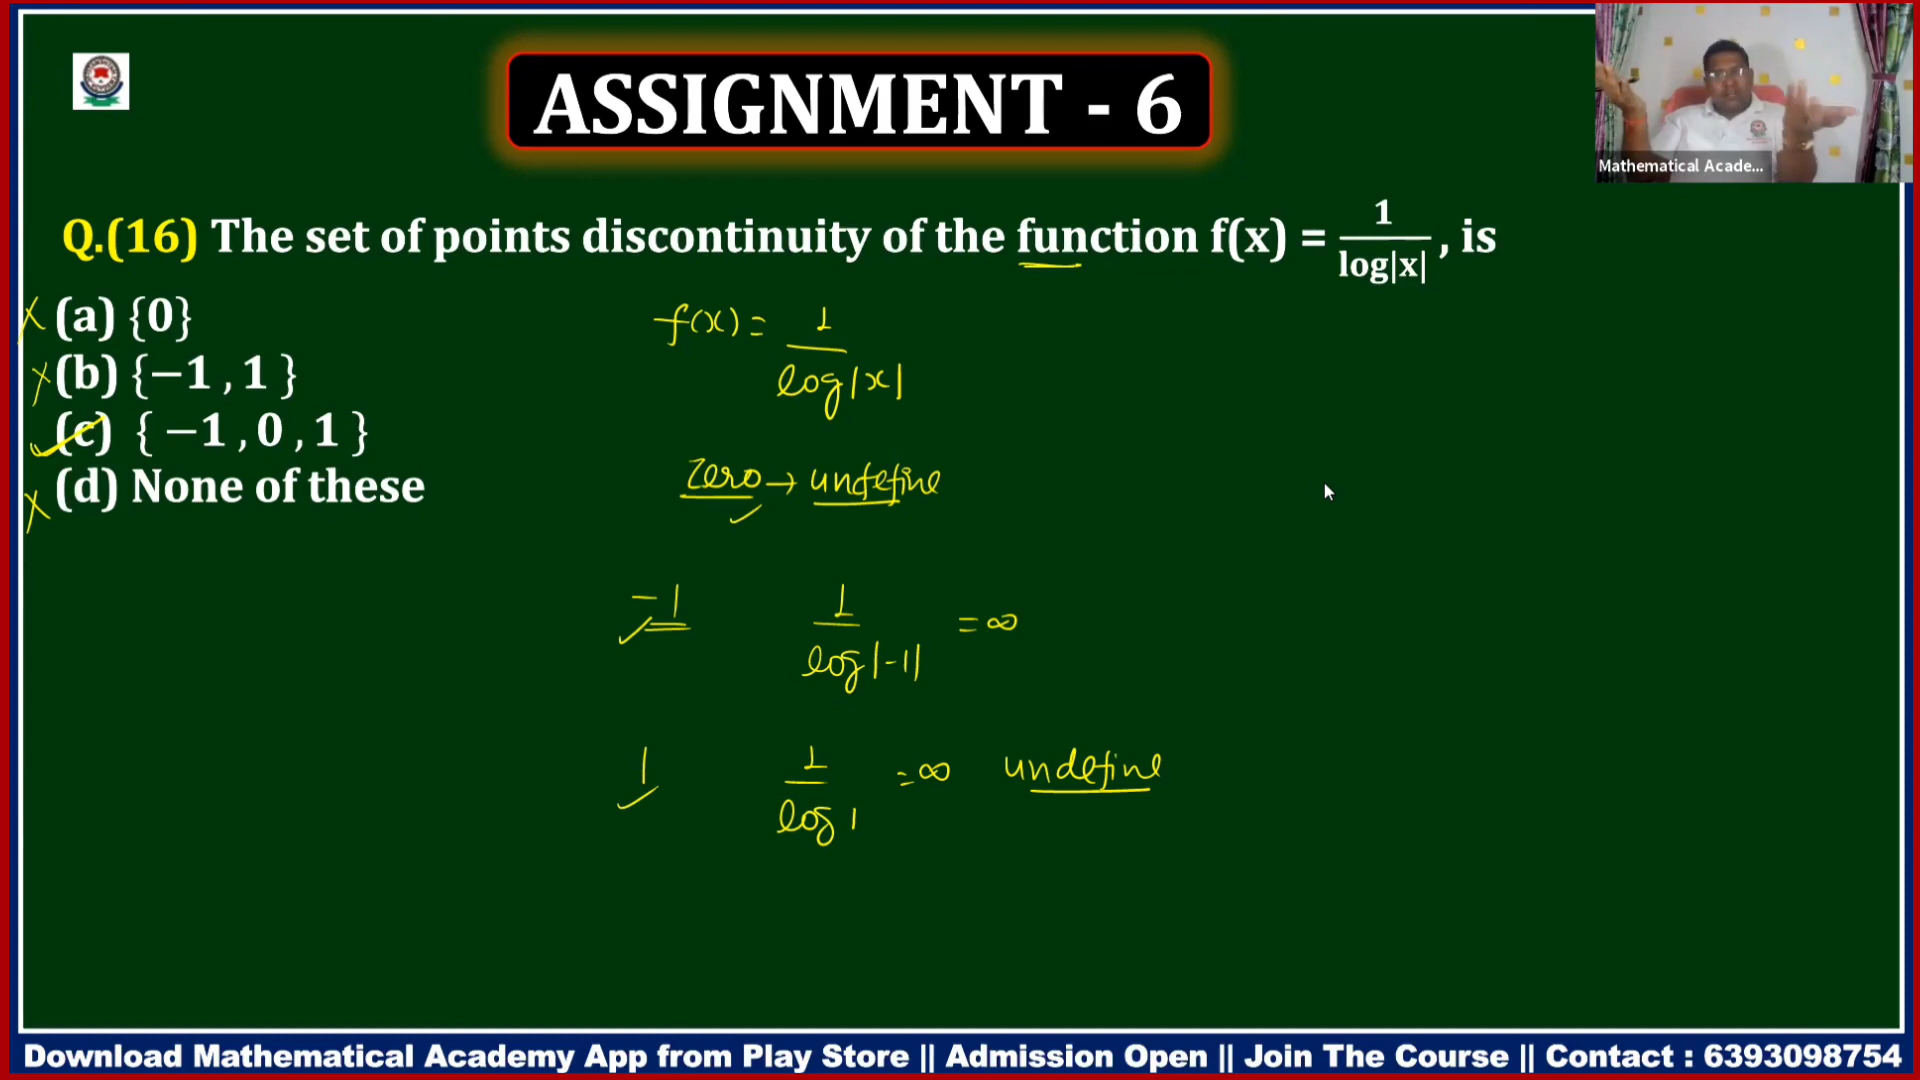 ASSIGNMENT - 6
Mathematical Acade...
Q.(16) The set of points discontinuity of the function f(x) = 1/log|x| , is
(a) {0}
(b) {−1 , 1 }
(c) { −1 , 0 , 1 }
(d) None of these
f(x) = 1/log|x|
Zero → undefine
−1 1/log|-1| = ∞
1 1/log 1 = ∞ undefine
Download Mathematical Academy App from Play Store || Admission Open || Join The Course || Contact : 6393098754